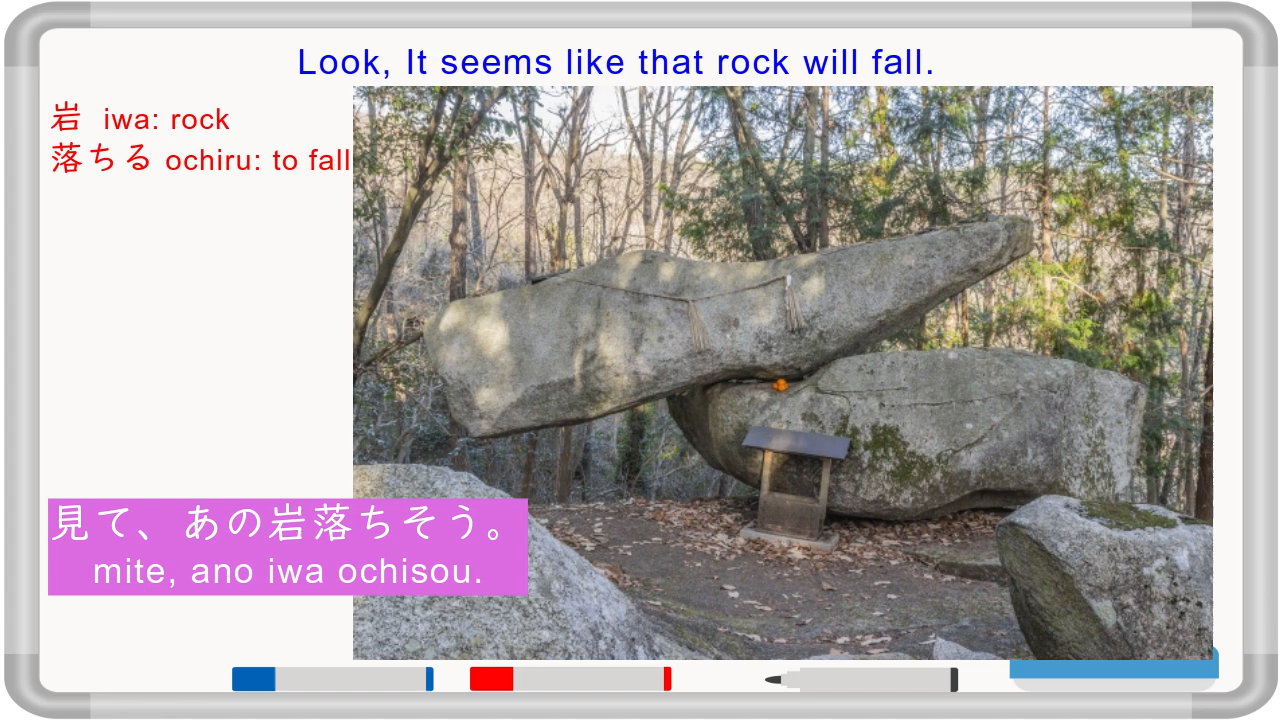 Look, It seems like that rock will fall.
岩 iwa: rock
落ちる ochiru: to fall
見て、あの岩落ちそう。
mite, ano iwa ochisou.